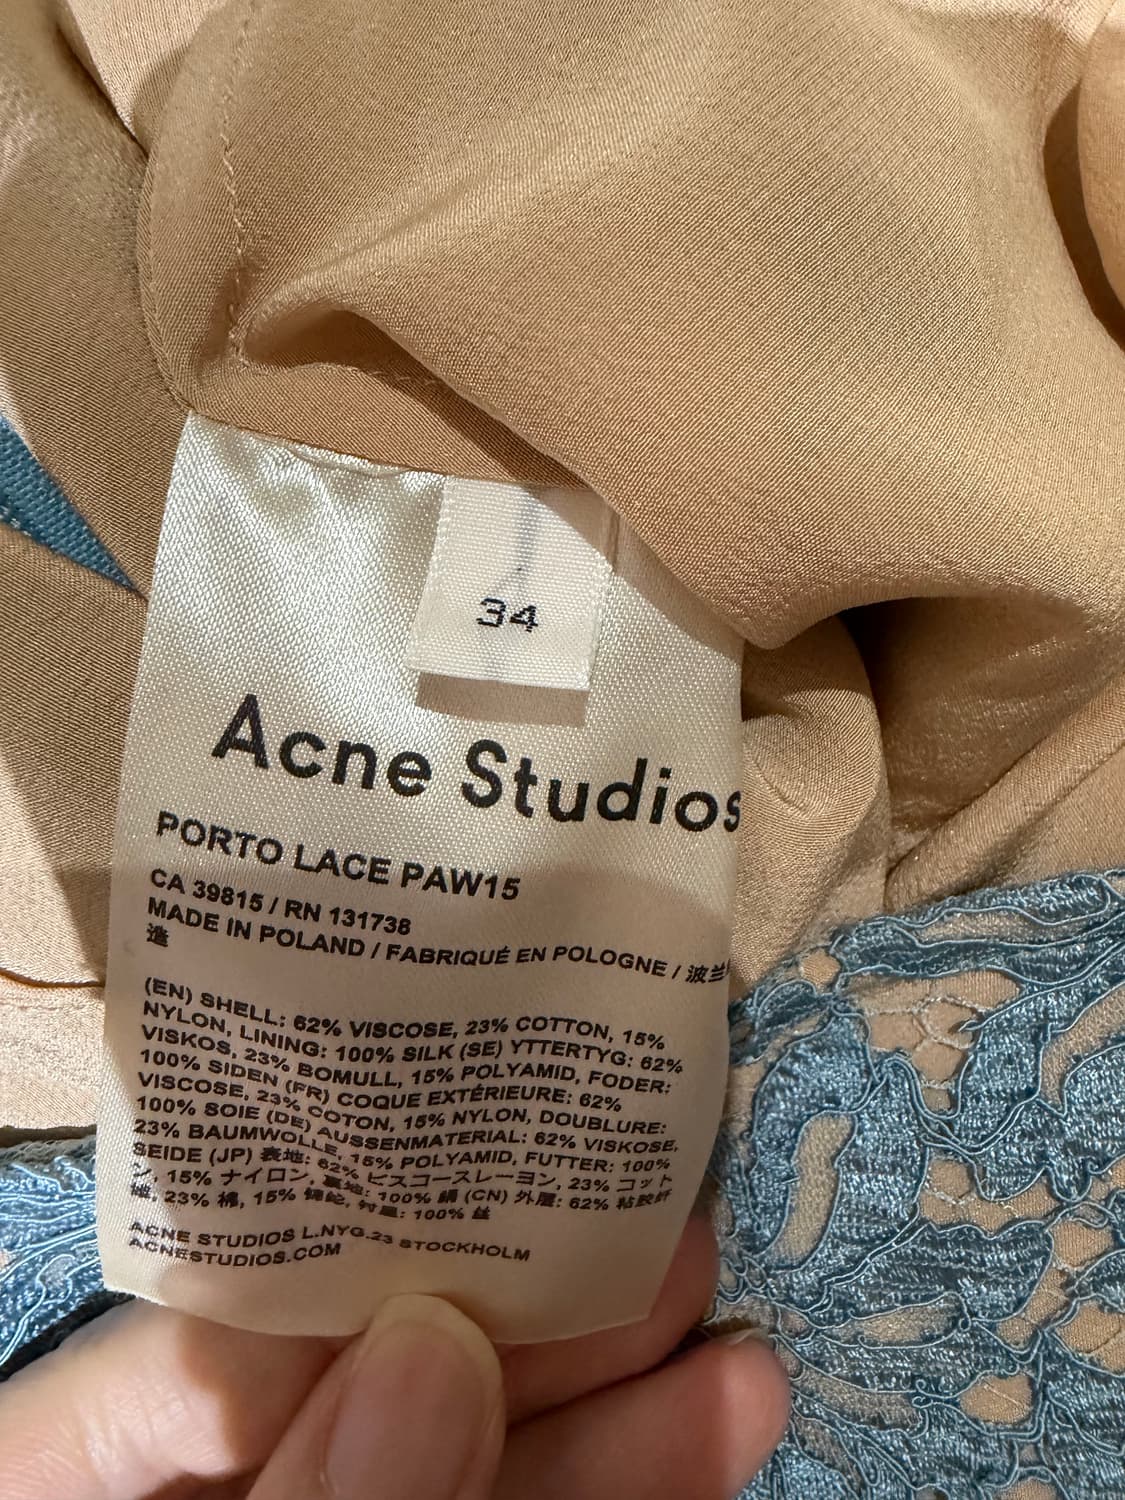 34
Acne Studios
PORTO LACE PAW15
CA 39815 / RN 131738
MADE IN POLAND / FABRIQUÉ EN POLOGNE / 波兰
造
(EN) SHELL: 62% VISCOSE, 23% COTTON, 15%
NYLON, LINING: 100% SILK (SE) YTTERTYG: 62%
VISKOS, 23% BOMULL, 15% POLYAMID, FODER:
100% SIDEN (FR) COQUE EXTÉRIEURE: 62%
VISCOSE, 23% COTON, 15% NYLON, DOUBLURE:
100% SOIE (DE) AUSSENMATERIAL: 62% VISKOSE,
23% BAUMWOLLE, 15% POLYAMID, FUTTER: 100%
SEIDE (JP) 表地: 62% ビスコースレーヨン, 23% コット
ン, 15% ナイロン, 裏地: 100% 絹 (CN) 外层: 62% 粘胶纤
维, 23% 棉, 15% 锦纶, 衬里: 100% 丝
ACNE STUDIOS L.NYG.23 STOCKHOLM
ACNESTUDIOS.COM